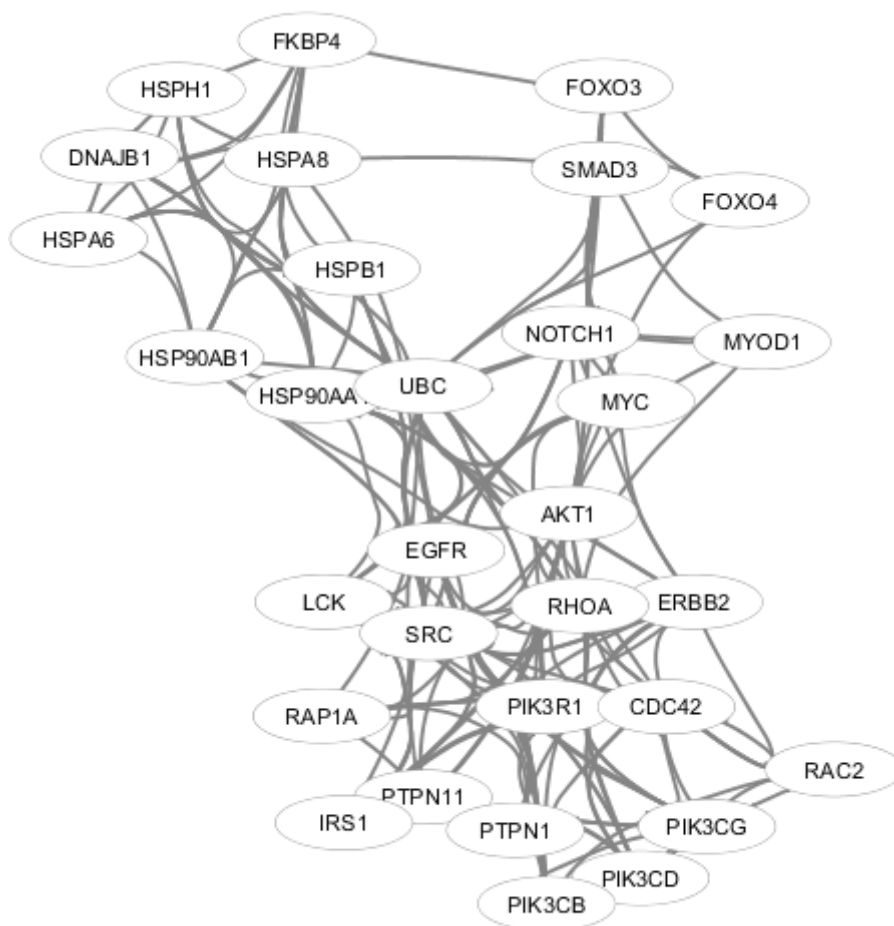 FKBP4
HSPH1
FOXO3
DNAJB1
HSPA8
SMAD3
FOXO4
HSPA6
HSPB1
NOTCH1
MYOD1
HSP90AB1
UBC
HSP90AA
MYC
AKT1
EGFR
LCK
RHOA
ERBB2
SRC
RAP1A
PIK3R1
CDC42
RAC2
PTPN11
IRS1
PTPN1
PIK3CG
PIK3CD
PIK3CB